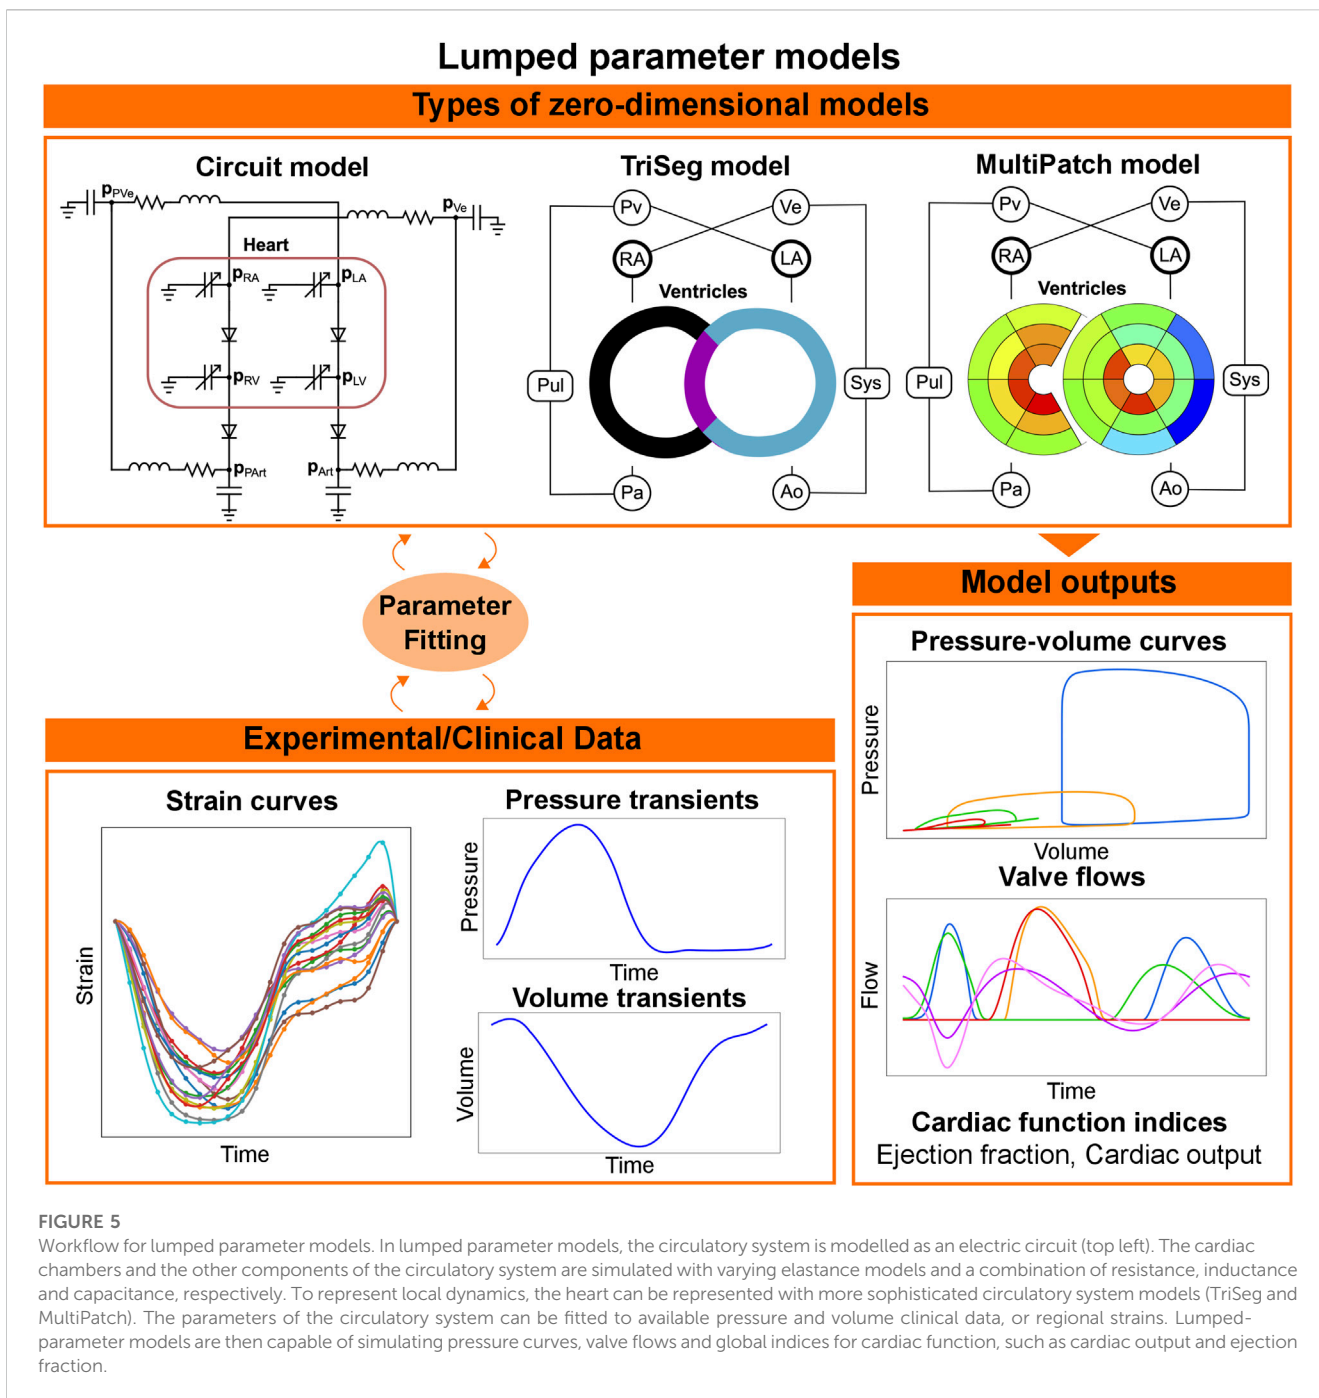 Lumped parameter models
Types of zero-dimensional models
Circuit model
pPVe
pVe
Heart
pRA
pLA
pRV
pLV
pPArt
pArt
TriSeg model
Pv
Ve
RA
LA
Ventricles
Pul
Sys
Pa
Ao
MultiPatch model
Pv
Ve
RA
LA
Ventricles
Pul
Sys
Pa
Ao
Parameter
Fitting
Experimental/Clinical Data
Strain curves
Strain
Time
Pressure transients
Pressure
Time
Volume transients
Volume
Time
Model outputs
Pressure-volume curves
Pressure
Volume
Valve flows
Flow
Time
Cardiac function indices
Ejection fraction, Cardiac output
FIGURE 5
Workflow for lumped parameter models. In lumped parameter models, the circulatory system is modelled as an electric circuit (top left). The cardiac
chambers and the other components of the circulatory system are simulated with varying elastance models and a combination of resistance, inductance
and capacitance, respectively. To represent local dynamics, the heart can be represented with more sophisticated circulatory system models (TriSeg and
MultiPatch). The parameters of the circulatory system can be fitted to available pressure and volume clinical data, or regional strains. Lumped-
parameter models are then capable of simulating pressure curves, valve flows and global indices for cardiac function, such as cardiac output and ejection
fraction.